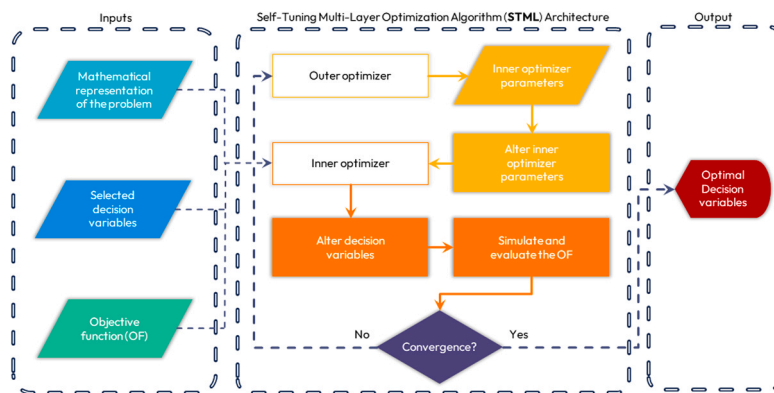 Inputs
Self-Tuning Multi-Layer Optimization Algorithm (STML) Architecture
Output
Mathematical
representation
of the problem
Selected
decision
variables
Objective
function (OF)
Outer optimizer
Inner optimizer
parameters
Inner optimizer
Alter inner
optimizer
parameters
Alter decision
variables
Simulate and
evaluate the OF
No
Convergence?
Yes
Optimal
Decision
variables